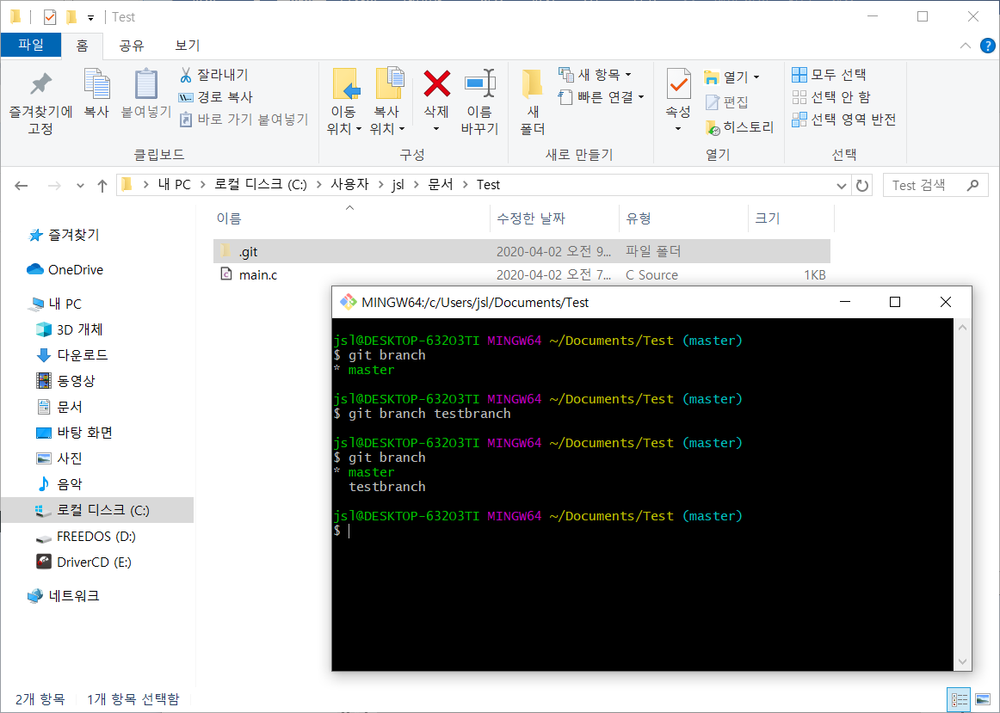 Test
파일 홈 공유 보기
즐겨찾기에 고정
복사
붙여넣기
잘라내기
경로 복사
바로 가기 붙여넣기
클립보드
이동 위치
복사 위치
삭제
이름 바꾸기
구성
새 폴더
새 항목
빠른 연결
새로 만들기
속성
열기
편집
히스토리
열기
모두 선택
선택 안 함
선택 영역 반전
선택
내 PC > 로컬 디스크 (C:) > 사용자 > jsl > 문서 > Test
Test 검색
이름 수정한 날짜 유형 크기
.git 2020-04-02 오전 9... 파일 폴더
main.c 2020-04-02 오전 7... C Source 1KB
즐겨찾기
OneDrive
내 PC
3D 개체
다운로드
동영상
문서
바탕 화면
사진
음악
로컬 디스크 (C:)
FREEDOS (D:)
DriverCD (E:)
네트워크
MINGW64:/c/Users/jsl/Documents/Test
jsl@DESKTOP-632O3TI MINGW64 ~/Documents/Test (master)
$ git branch
* master
jsl@DESKTOP-632O3TI MINGW64 ~/Documents/Test (master)
$ git branch testbranch
jsl@DESKTOP-632O3TI MINGW64 ~/Documents/Test (master)
$ git branch
* master
testbranch
jsl@DESKTOP-632O3TI MINGW64 ~/Documents/Test (master)
$
2개 항목 1개 항목 선택함